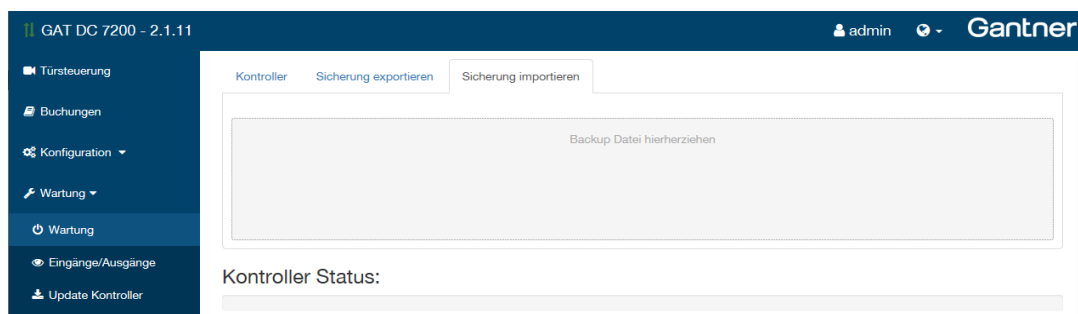 GAT DC 7200 - 2.1.11
admin
Gantner
Türsteuerung
Buchungen
Konfiguration
Wartung
Wartung
Eingänge/Ausgänge
Update Kontroller
Kontroller
Sicherung exportieren
Sicherung importieren
Backup Datei hierherziehen
Kontroller Status: